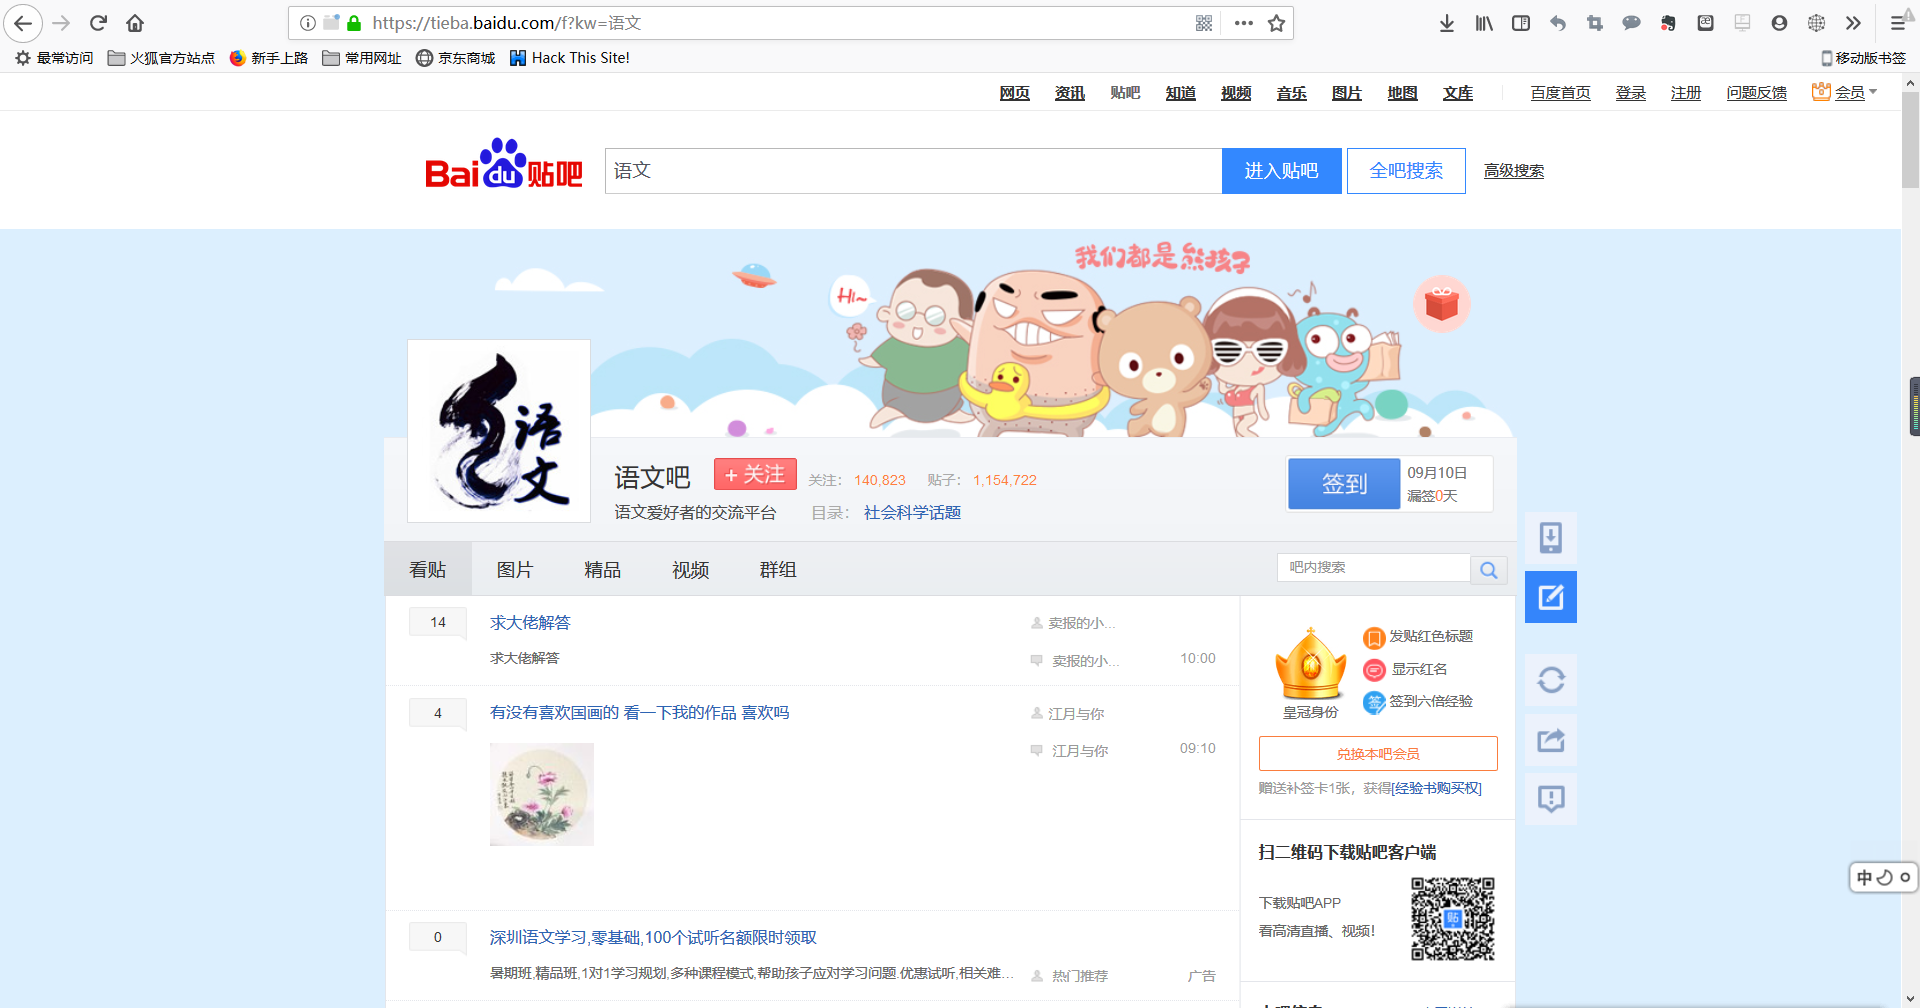 https://tieba.baidu.com/f?kw=语文
最常访问 火狐官方站点 新手上路 常用网址 京东商城 Hack This Site! 移动版书签
网页 资讯 贴吧 知道 视频 音乐 图片 地图 文库 百度首页 登录 注册 问题反馈 会员
Bai du 贴吧 语文 进入贴吧 全吧搜索 高级搜索
我们都是熊孩子
Hi~
语文
语文吧 + 关注 关注： 140,823 贴子： 1,154,722
语文爱好者的交流平台 目录： 社会科学话题
签到 09月10日
漏签0天
看贴 图片 精品 视频 群组 吧内搜索
14 求大佬解答 卖报的小...
求大佬解答 卖报的小... 10:00
4 有没有喜欢国画的 看一下我的作品 喜欢吗 江月与你
江月与你 09:10
0 深圳语文学习,零基础,100个试听名额限时领取
暑期班,精品班,1对1学习规划,多种课程模式,帮助孩子应对学习问题.优惠试听,相关难... 热门推荐 广告
皇冠身份
发贴红色标题
显示红名
签 签到六倍经验
兑换本吧会员
赠送补签卡1张，获得[经验书购买权]
扫二维码下载贴吧客户端
下载贴吧APP
看高清直播、视频！
贴
中